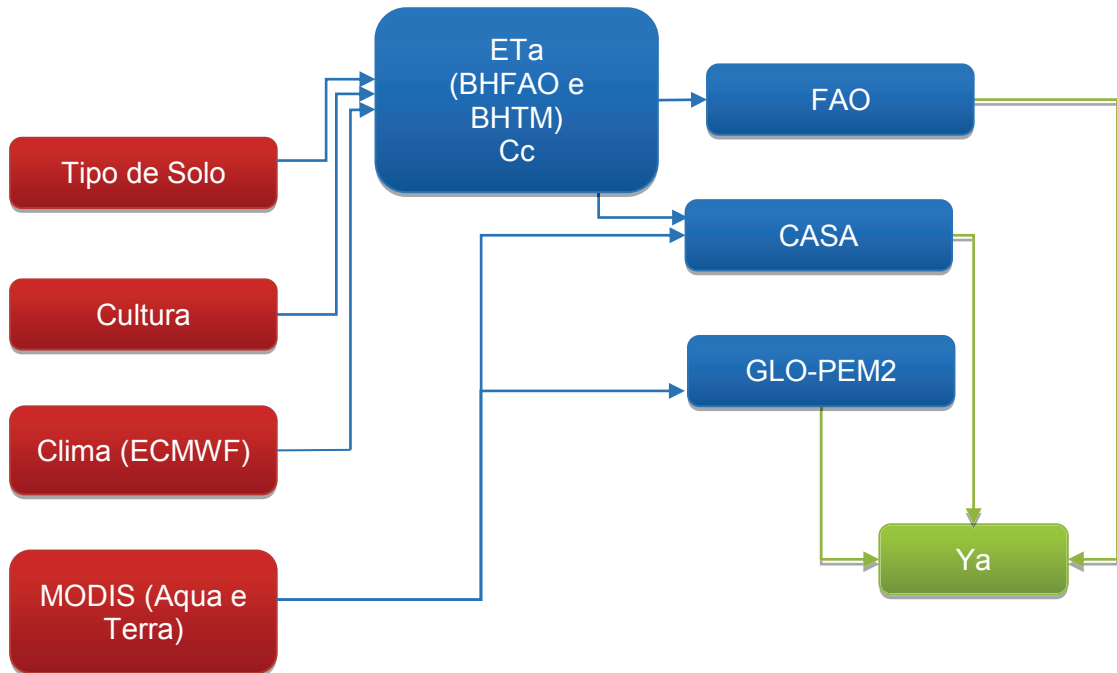 Tipo de Solo
Cultura
Clima (ECMWF)
MODIS (Aqua e
Terra)
ETa
(BHFAO e
BHTM)
Cc
FAO
CASA
GLO-PEM2
Ya